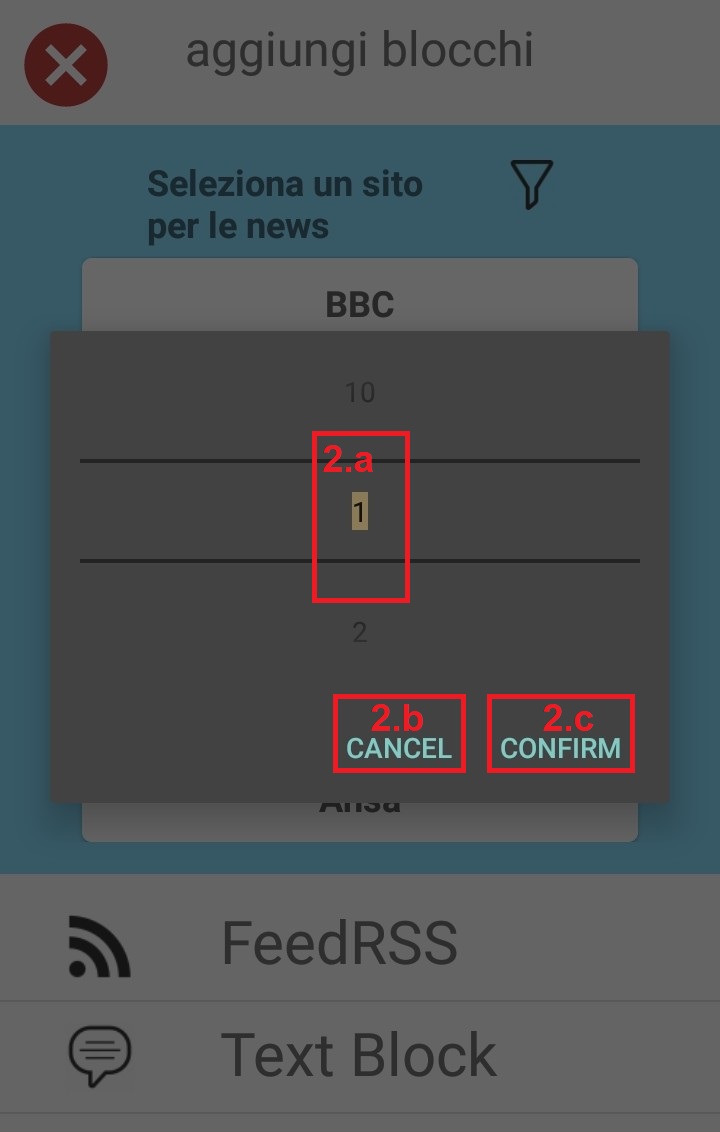 aggiungi blocchi
Seleziona un sito
per le news
BBC
10
2.a
1
2
2.b
2.c
CANCEL
CONFIRM
Ansa
FeedRSS
Text Block